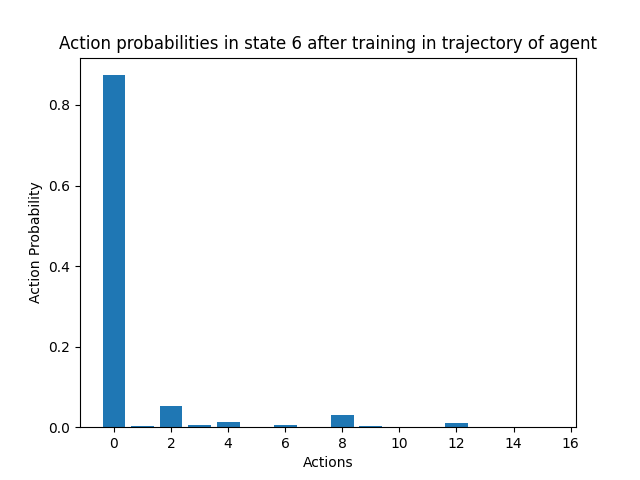 Action probabilities in state 6 after training in trajectory of agent
0.8
0.6
0.4
0.2
0.0
Action Probability
0 2 4 6 8 10 12 14 16
Actions